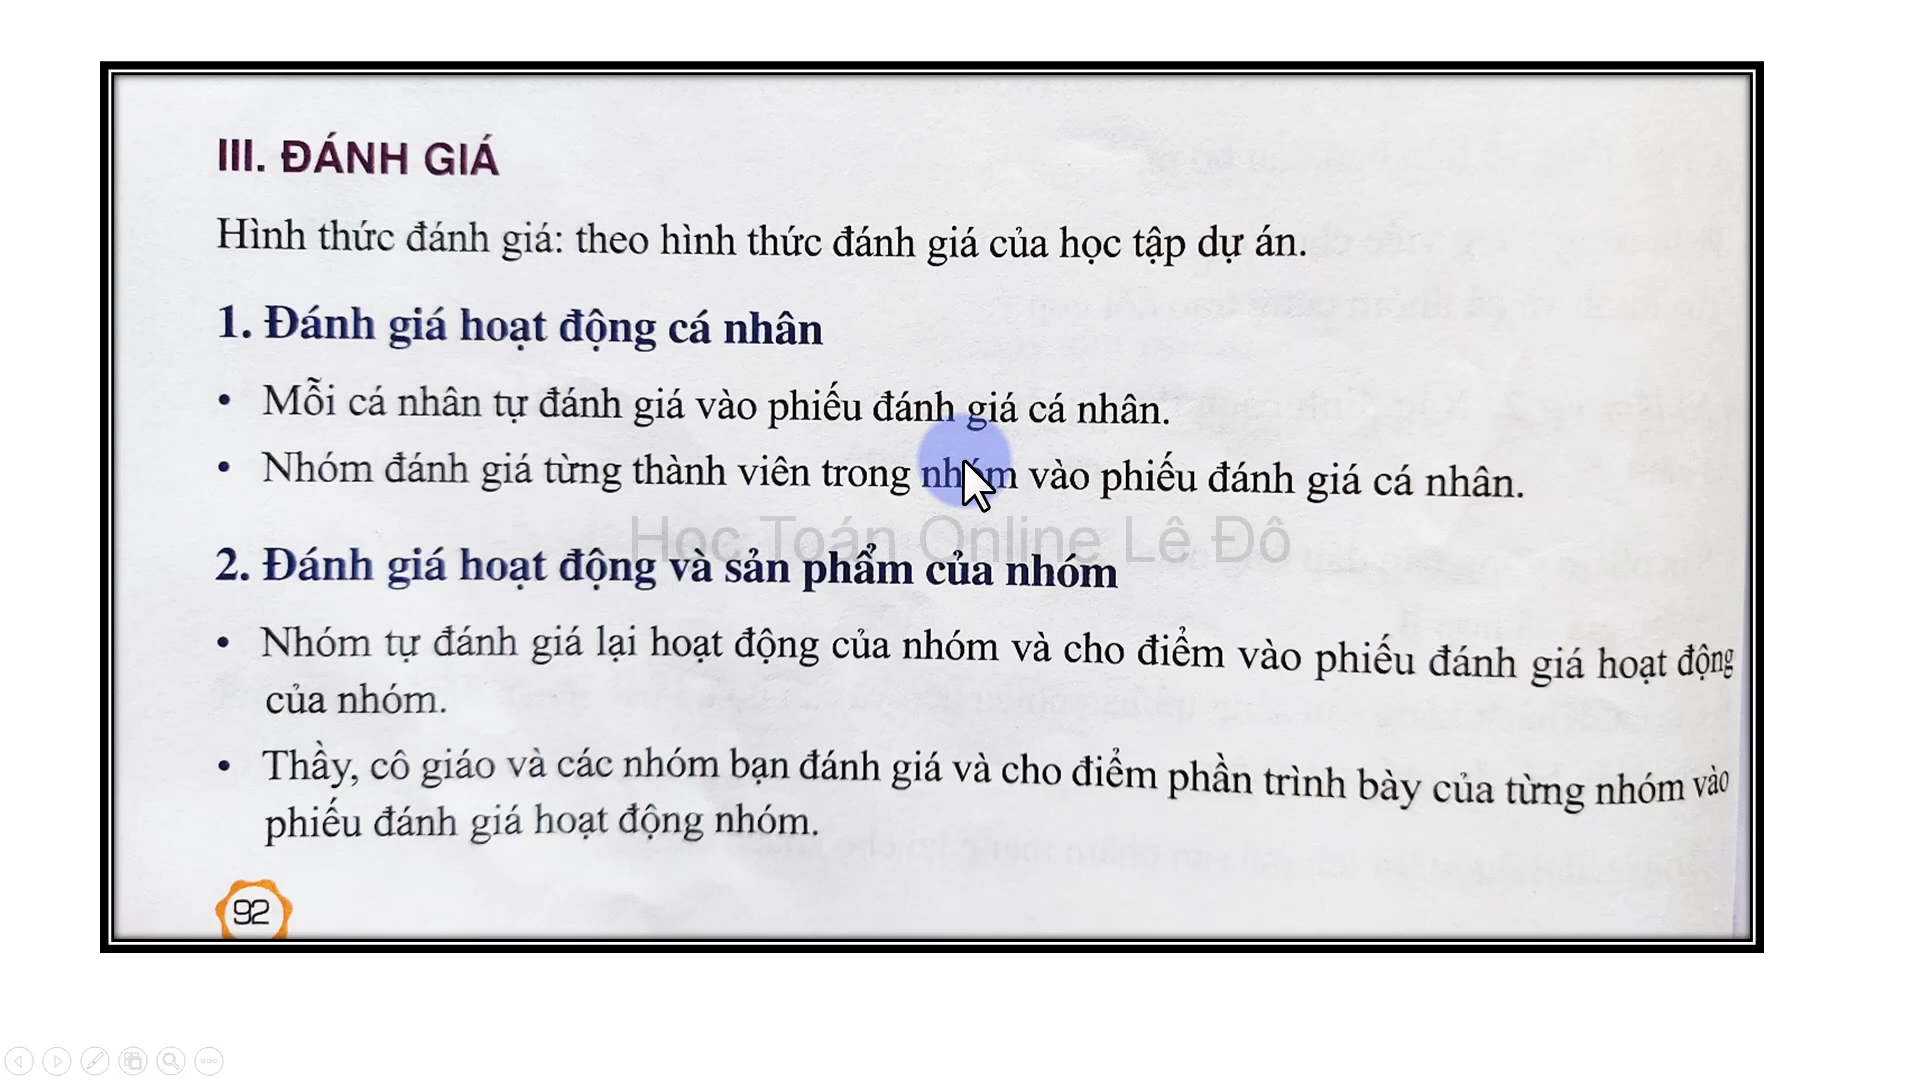 III. ĐÁNH GIÁ
Hình thức đánh giá: theo hình thức đánh giá của học tập dự án.
1. Đánh giá hoạt động cá nhân
• Mỗi cá nhân tự đánh giá vào phiếu đánh giá cá nhân.
• Nhóm đánh giá từng thành viên trong nhóm vào phiếu đánh giá cá nhân.
Học Toán Online Lê Đô
2. Đánh giá hoạt động và sản phẩm của nhóm
• Nhóm tự đánh giá lại hoạt động của nhóm và cho điểm vào phiếu đánh giá hoạt động
của nhóm.
• Thầy, cô giáo và các nhóm bạn đánh giá và cho điểm phần trình bày của từng nhóm vào
phiếu đánh giá hoạt động nhóm.
92